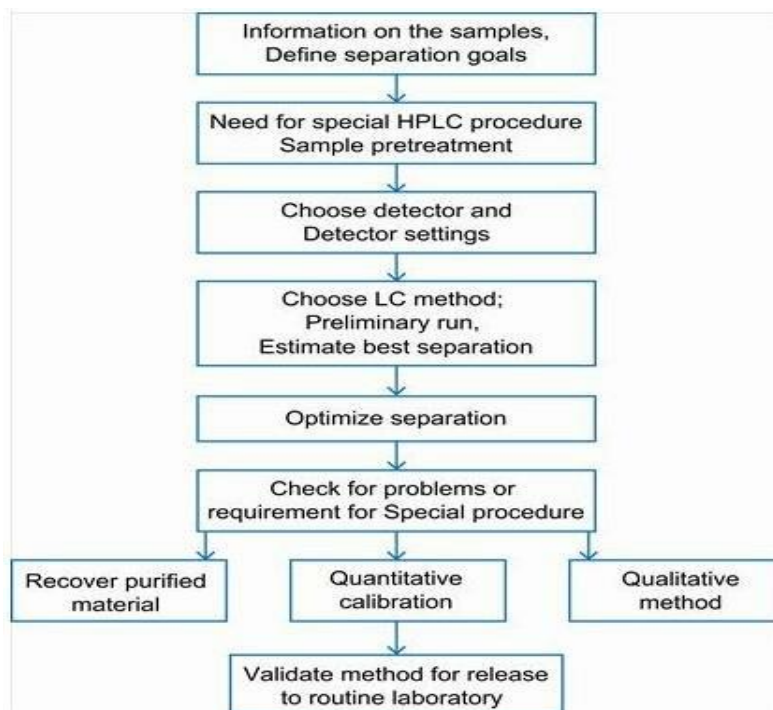 Information on the samples,
Define separation goals
Need for special HPLC procedure
Sample pretreatment
Choose detector and
Detector settings
Choose LC method;
Preliminary run,
Estimate best separation
Optimize separation
Check for problems or
requirement for Special procedure
Recover purified
material
Quantitative
calibration
Qualitative
method
Validate method for release
to routine laboratory